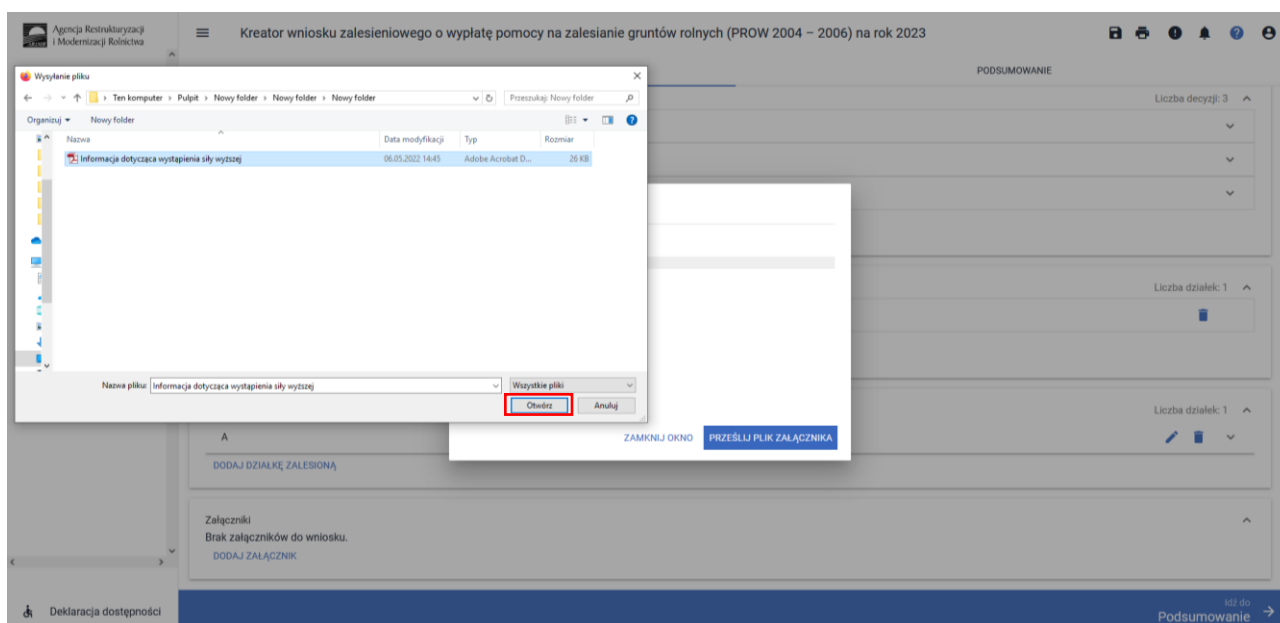 Agencja Restrukturyzacji
i Modernizacji Rolnictwa
Kreator wniosku zalesieniowego o wypłatę pomocy na zalesianie gruntów rolnych (PROW 2004 – 2006) na rok 2023
PODSUMOWANIE
Wysyłanie pliku
Ten komputer > Pulpit > Nowy folder > Nowy folder > Nowy folder
Przeszukaj: Nowy folder
Organizuj
Nowy folder
Nazwa Data modyfikacji Typ Rozmiar
Informacja dotycząca wystąpienia siły wyższej 06.05.2022 14:45 Adobe Acrobat D... 26 KB
Nazwa pliku: Informacja dotycząca wystąpienia siły wyższej
Wszystkie pliki
Otwórz Anuluj
Liczba decyzji: 3
Liczba działek: 1
Liczba działek: 1
ZAMKNIJ OKNO PRZEŚLIJ PLIK ZAŁĄCZNIKA
A
DODAJ DZIAŁKĘ ZALESIONĄ
Załączniki
Brak załączników do wniosku.
DODAJ ZAŁĄCZNIK
Deklaracja dostępności
Idź do
Podsumowanie